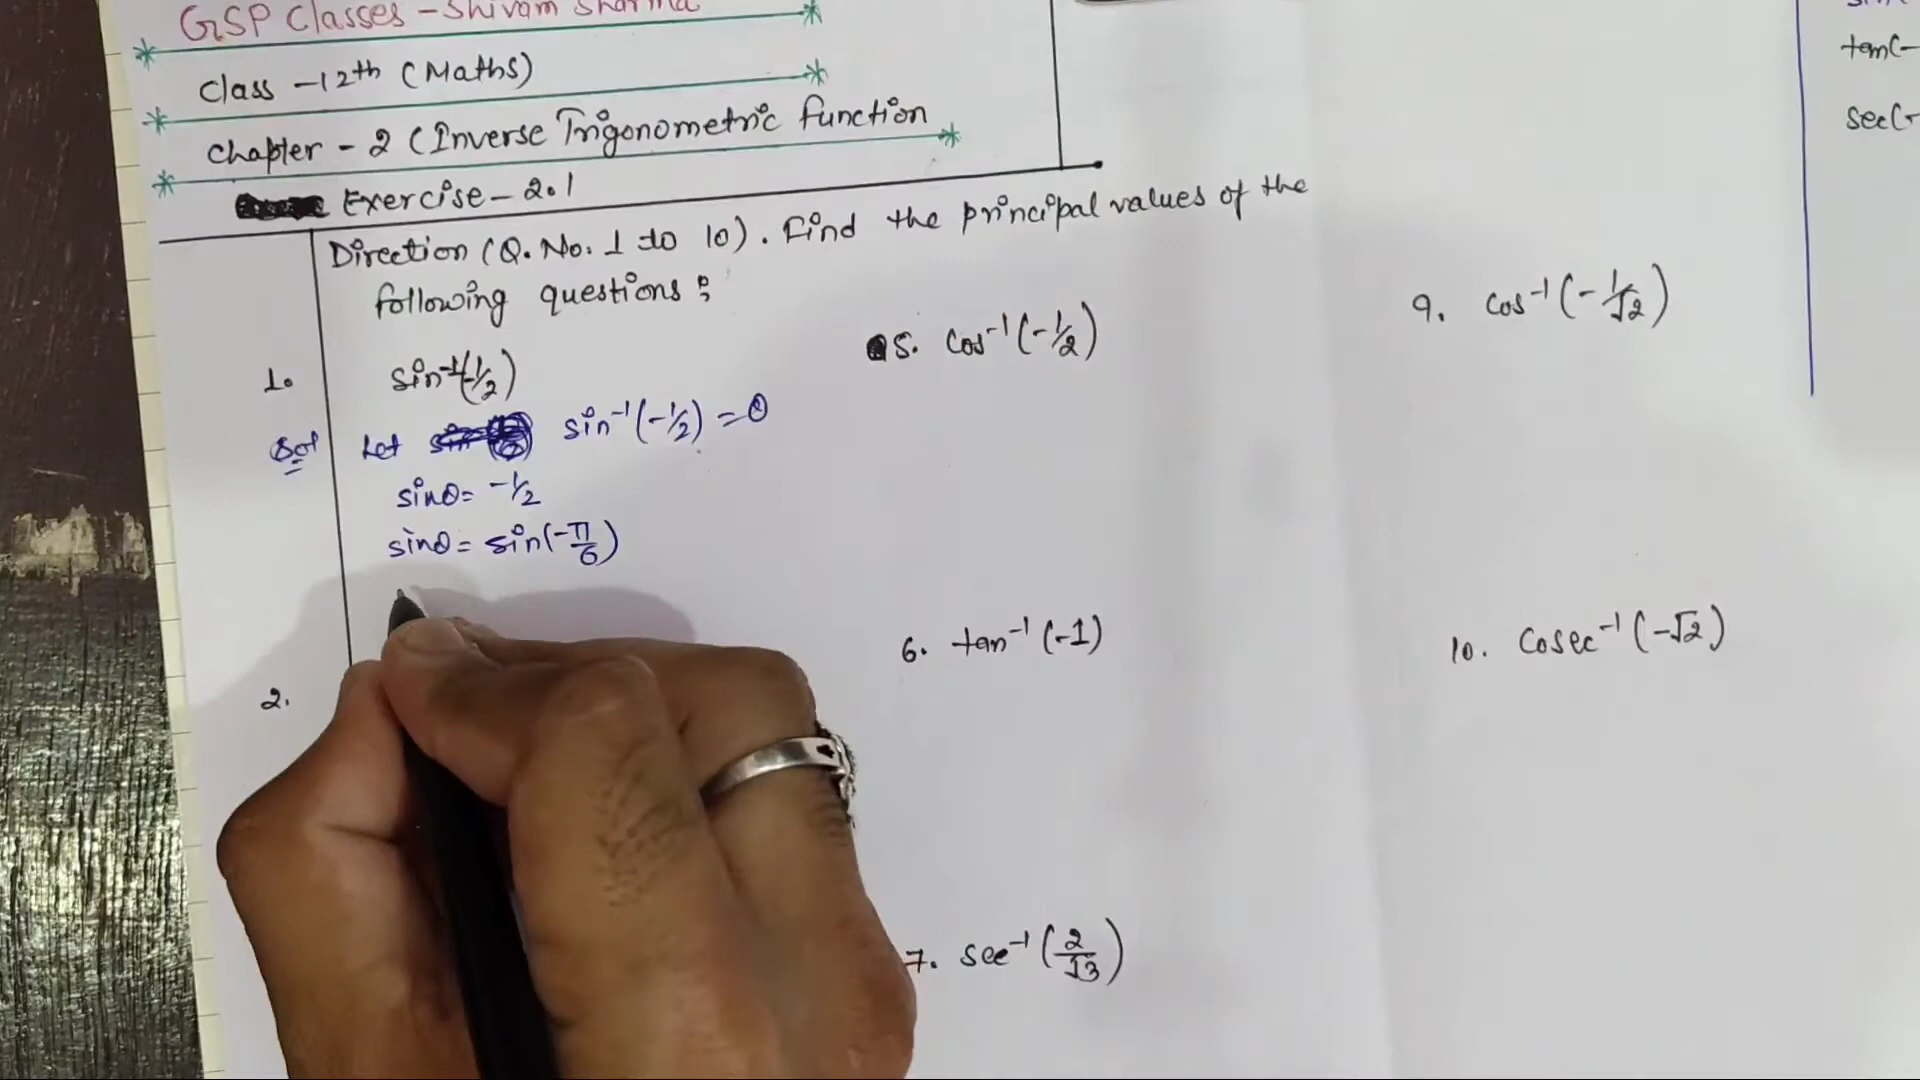 GSP Classes - Shivam Sharma
Class - 12th (Maths)
Chapter - 2 (Inverse Trigonometric function
Exercise - 2.1
Direction (Q. No. 1 to 10). Find the principal values of the
following questions :
1. sin⁻¹(-1/2)
Sol Let sin⁻¹(-1/2) = θ
sinθ = -1/2
sinθ = sin(-π/6)
2.
5. Cos⁻¹(-1/2)
6. tan⁻¹(-1)
7. sec⁻¹(2/√3)
9. Cos⁻¹(-1/√2)
10. Cosec⁻¹(-√2)
tan(-
sec(-